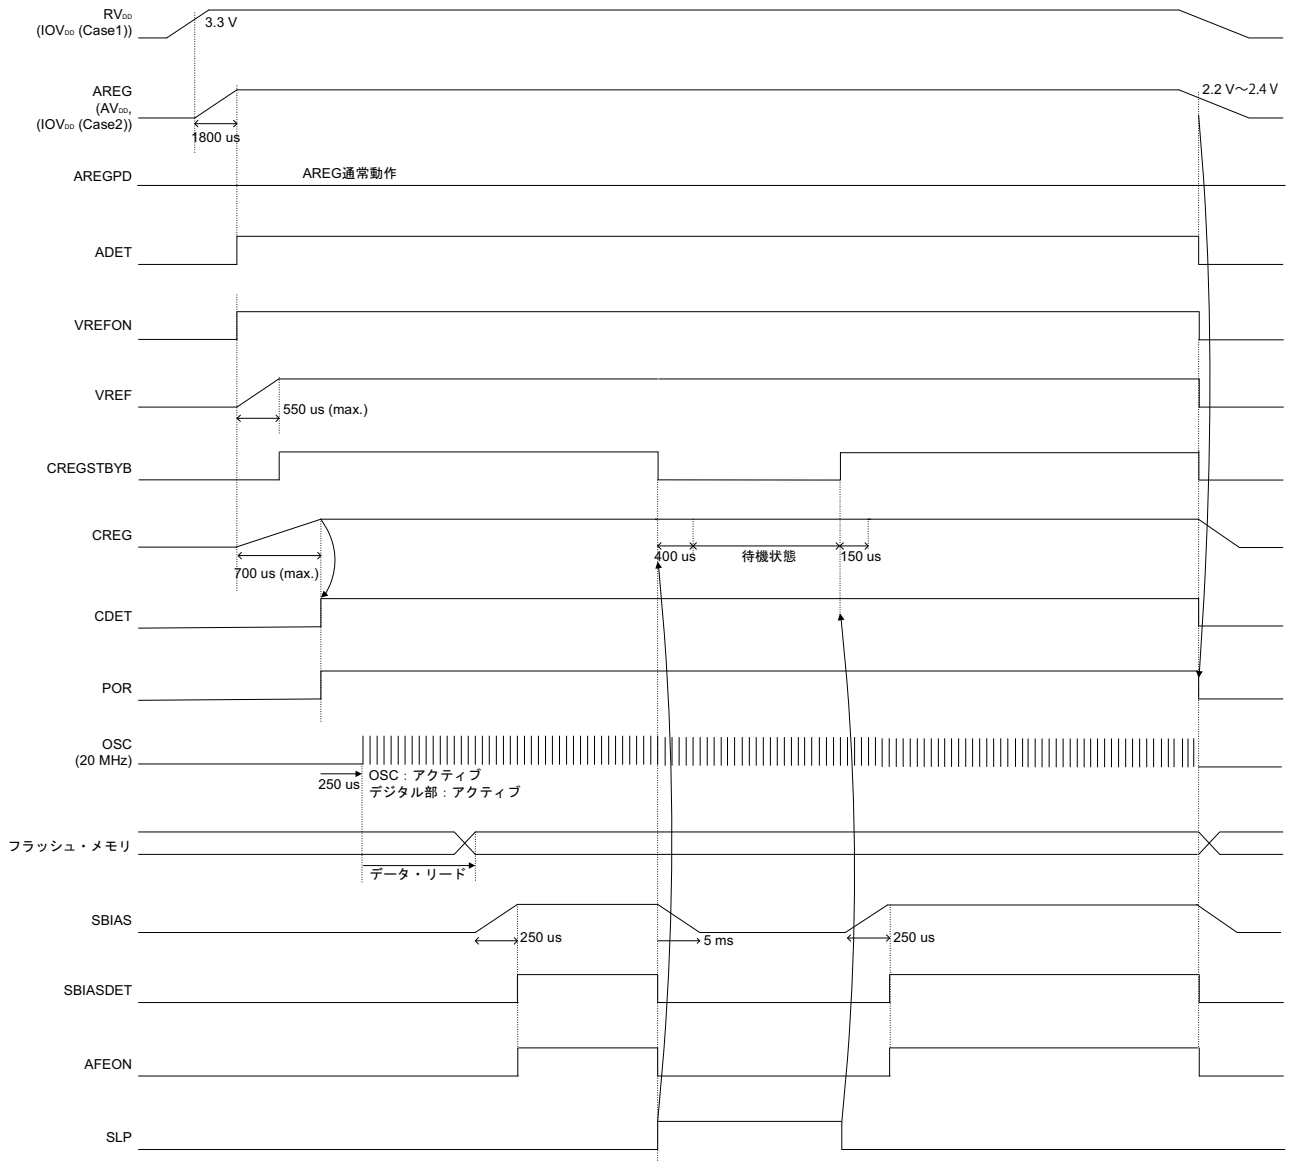 RVDD
(IOVDD (Case1))
3.3 V
AREG
(AVDD,
(IOVDD (Case2))
2.2 V～2.4 V
1800 us
AREGPD
AREG通常動作
ADET
VREFON
VREF
550 us (max.)
CREGSTBYB
CREG
400 us
待機状態
150 us
700 us (max.)
CDET
POR
OSC
(20 MHz)
250 us
OSC：アクティブ
デジタル部：アクティブ
フラッシュ・メモリ
データ・リード
SBIAS
250 us
5 ms
250 us
SBIASDET
AFEON
SLP